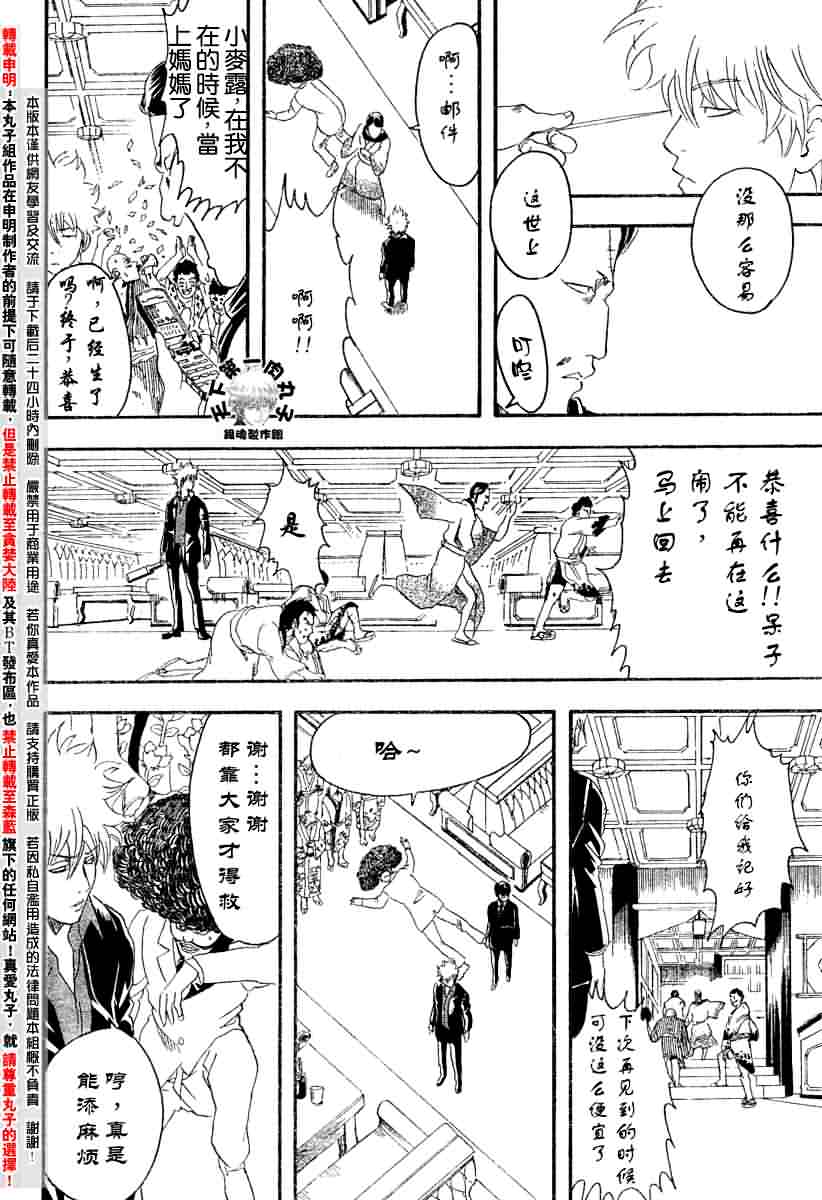 没那么容易
这世上
叮咚
啊…邮件
啊
啊!!
小麥露,在我不
在的時候,當
上媽媽了
啊,已经生了
吗?终于,恭喜
天下第一肉丸子
銀魂製作組
恭喜什么!!呆子
不能再在这
闹了,
马上回去
是
你们给我记好
下次再见到的时候
可没这么便宜了
哈~
谢…谢谢
都靠大家才得救
哼,真是
能添麻烦
本版本僅供網友學習及交流 請于下載后二十四小時內刪除 嚴禁用于商業用途 若你真愛本作品 請支持購買正版 若因私自濫用造成的法律問題本組概不負責 謝謝!
轉載申明-本丸子組作品在申明制作者的前提下可隨意轉載,但是禁止轉載至貪婪大陸及其BT發布區,也禁止轉載至森藍旗下的任何網站!真愛丸子,就請尊重丸子的選擇!